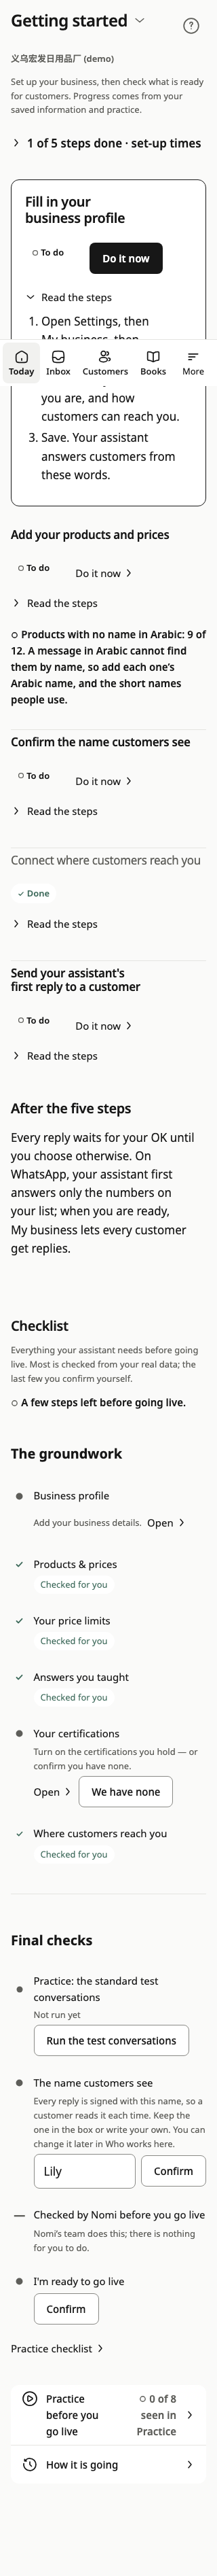 Getting started
义乌宏发日用品厂 (demo)
Set up your business, then check what is ready
for customers. Progress comes from your
saved information and practice.
1 of 5 steps done · set-up times
Fill in your
business profile
To do
Do it now
Read the steps
1. Open Settings, then
Today
Inbox
Customers
Books
More
you are, and how
customers can reach you.
3. Save. Your assistant
answers customers from
these words.
Add your products and prices
To do
Do it now
Read the steps
Products with no name in Arabic: 9 of
12. A message in Arabic cannot find
them by name, so add each one's
Arabic name, and the short names
people use.
Confirm the name customers see
To do
Do it now
Read the steps
Connect where customers reach you
Done
Read the steps
Send your assistant's
first reply to a customer
To do
Do it now
Read the steps
After the five steps
Every reply waits for your OK until
you choose otherwise. On
WhatsApp, your assistant first
answers only the numbers on
your list; when you are ready,
My business lets every customer
get replies.
Checklist
Everything your assistant needs before going
live. Most is checked from your real data; the
last few you confirm yourself.
A few steps left before going live.
The groundwork
Business profile
Add your business details. Open
Products & prices
Checked for you
Your price limits
Checked for you
Answers you taught
Checked for you
Your certifications
Turn on the certifications you hold — or
confirm you have none.
Open
We have none
Where customers reach you
Checked for you
Final checks
Practice: the standard test
conversations
Not run yet
Run the test conversations
The name customers see
Every reply is signed with this name, so a
customer reads it each time. Keep the
one in the box or write your own. You can
change it later in Who works here.
Lily
Confirm
Checked by Nomi before you go live
Nomi's team does this; there is nothing
for you to do.
I'm ready to go live
Confirm
Practice checklist
Practice
before you
go live
0 of 8
seen in
Practice
How it is going